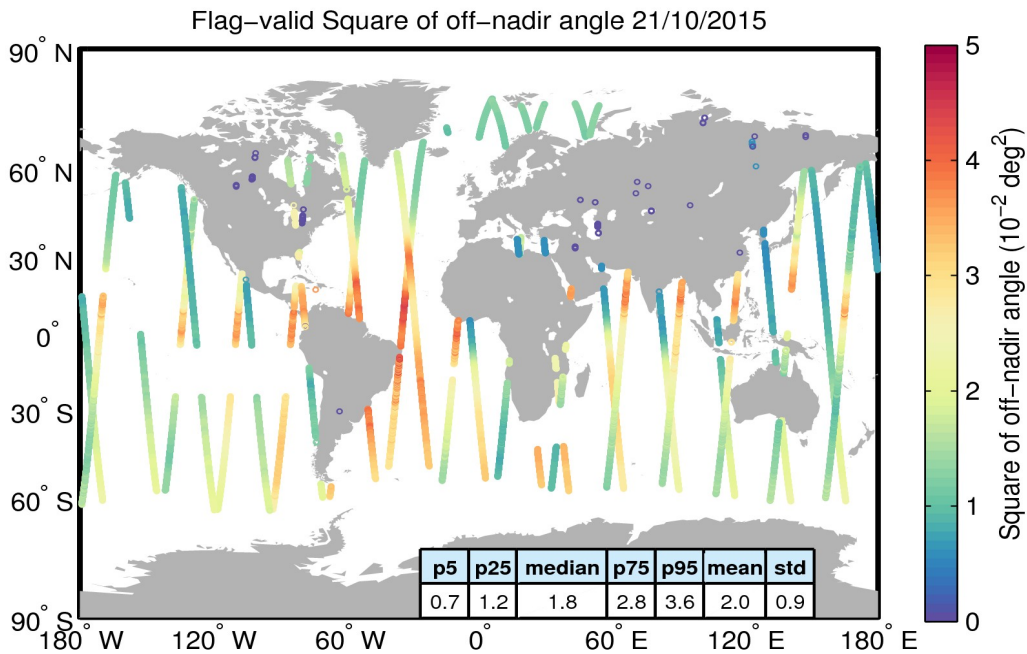 Flag−valid Square of off−nadir angle 21/10/2015
90° N
60° N
30° N
0°
30° S
60° S
90° S
180° W
120° W
60° W
0°
60° E
120° E
180° E
p5 p25 median p75 p95 mean std
0.7 1.2 1.8 2.8 3.6 2.0 0.9
5
4
3
2
1
0
Square of off−nadir angle (10⁻² deg²)